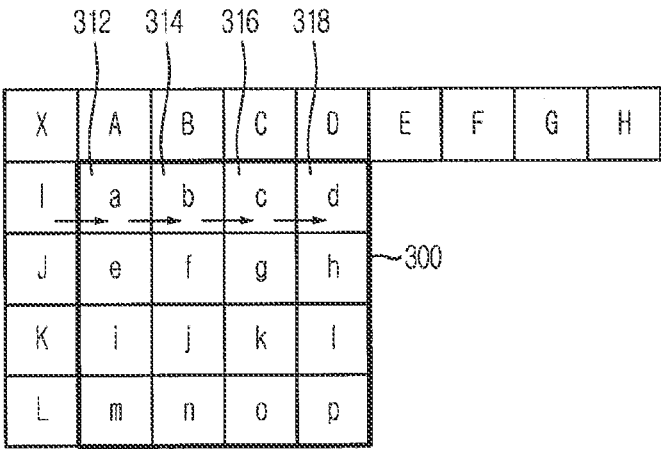 312 314 316 318
X A B C D E F G H
I a b c d
J e f g h
300
K i j k l
L m n o p